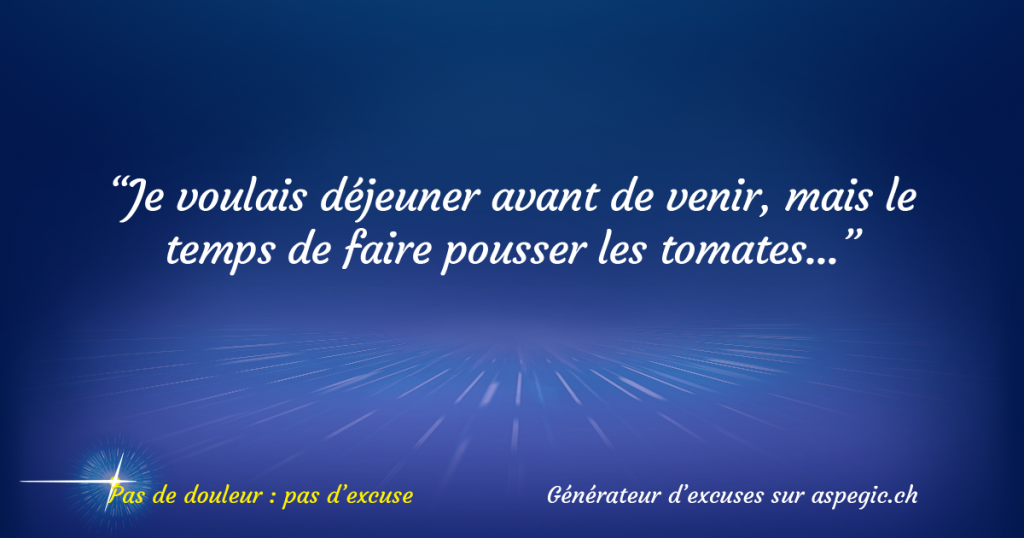 “Je voulais déjeuner avant de venir, mais le
temps de faire pousser les tomates...”
Pas de douleur : pas d’excuse
Générateur d’excuses sur aspegic.ch